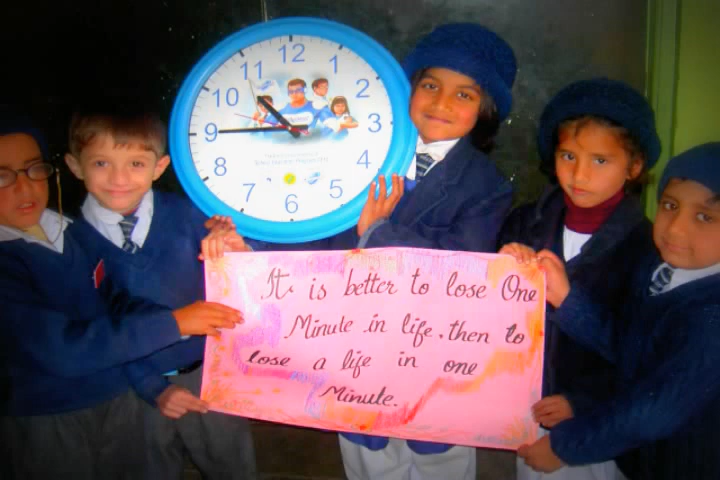 12
11 1
10 2
9 3
8 4
7 5
6
It is better to lose One
Minute in life, then to
lose a life in one
Minute.